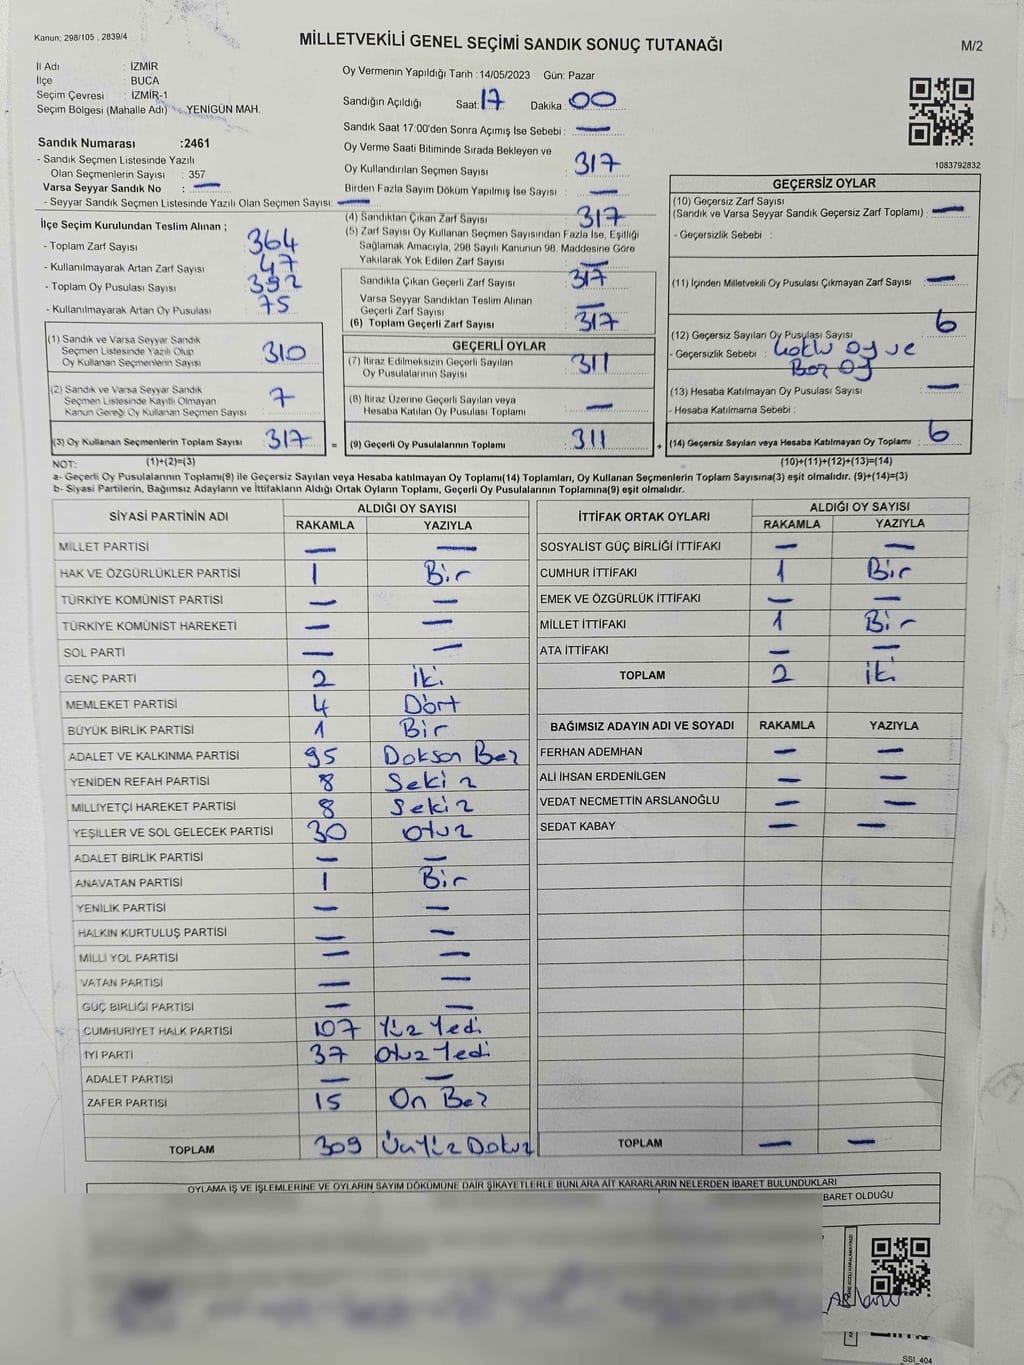 Kanun; 298/105 , 2839/4
MİLLETVEKİLİ GENEL SEÇİMİ SANDIK SONUÇ TUTANAĞI
M/2
İl Adı : İZMİR
İlçe : BUCA
Seçim Çevresi : İZMİR-1
Seçim Bölgesi (Mahalle Adı) YENİGÜN MAH.
Oy Vermenin Yapıldığı Tarih :14/05/2023 Gün: Pazar
Sandığın Açıldığı Saat: 17 Dakika : 00
Sandık Saat 17:00'den Sonra Açımış İse Sebebi : —
Oy Verme Saati Bitiminde Sırada Bekleyen ve
Oy Kullandırılan Seçmen Sayısı : 317
Birden Fazla Sayım Döküm Yapılmış İse Sayısı : —
1083792832
Sandık Numarası :2461
- Sandık Seçmen Listesinde Yazılı
Olan Seçmenlerin Sayısı : 357
Varsa Seyyar Sandık No : —
- Seyyar Sandık Seçmen Listesinde Yazılı Olan Seçmen Sayısı: —
İlçe Seçim Kurulundan Teslim Alınan ;
- Toplam Zarf Sayısı : 364
- Kullanılmayarak Artan Zarf Sayısı : 47
- Toplam Oy Pusulası Sayısı : 392
- Kullanılmayarak Artan Oy Pusulası : 75
(4) Sandıktan Çıkan Zarf Sayısı : 317
(5) Zarf Sayısı Oy Kullanan Seçmen Sayısından Fazla İse, Eşitliği
Sağlamak Amacıyla, 298 Sayılı Kanunun 98. Maddesine Göre
Yakılarak Yok Edilen Zarf Sayısı : —
Sandıkta Çıkan Geçerli Zarf Sayısı : 317
Varsa Seyyar Sandıktan Teslim Alınan
Geçerli Zarf Sayısı : —
(6) Toplam Geçerli Zarf Sayısı : 317
GEÇERSİZ OYLAR
(10) Geçersiz Zarf Sayısı
(Sandık ve Varsa Seyyar Sandık Geçersiz Zarf Toplamı) : —
- Geçersizlik Sebebi :
(11) İçinden Milletvekili Oy Pusulası Çıkmayan Zarf Sayısı : —
(12) Geçersiz Sayılan Oy Pusulası Sayısı : 6
- Geçersizlik Sebebi : Çoklu oy ve
Boş oy
(13) Hesaba Katılmayan Oy Pusulası Sayısı : —
- Hesaba Katılmama Sebebi :
(14) Geçersiz Sayılan veya Hesaba Katılmayan Oy Toplamı : 6
(1) Sandık ve Varsa Seyyar Sandık
Seçmen Listesinde Yazılı Olup
Oy Kullanan Seçmenlerin Sayısı : 310
(2) Sandık ve Varsa Seyyar Sandık
Seçmen Listesinde Kayıtlı Olmayan
Kanun Gereği Oy Kullanan Seçmen Sayısı : 7
(3) Oy Kullanan Seçmenlerin Toplam Sayısı : 317
GEÇERLİ OYLAR
(7) İtiraz Edilmeksizin Geçerli Sayılan
Oy Pusulalarının Sayısı : 311
(8) İtiraz Üzerine Geçerli Sayılan veya
Hesaba Katılan Oy Pusulası Toplamı : —
= (9) Geçerli Oy Pusulalarının Toplamı : 311 +
NOT: (1)+(2)=(3)
(10)+(11)+(12)+(13)=(14)
a- Geçerli Oy Pusulalarının Toplamı(9) ile Geçersiz Sayılan veya Hesaba katılmayan Oy Toplamı(14) Toplamları, Oy Kullanan Seçmenlerin Toplam Sayısına(3) eşit olmalıdır. (9)+(14)=(3)
b- Siyasi Partilerin, Bağımsız Adayların ve İttifakların Aldığı Ortak Oyların Toplamı, Geçerli Oy Pusulalarının Toplamına(9) eşit olmalıdır.
SİYASİ PARTİNİN ADI ALDIĞI OY SAYISI
RAKAMLA YAZIYLA
MİLLET PARTİSİ — —
HAK VE ÖZGÜRLÜKLER PARTİSİ 1 Bir
TÜRKİYE KOMÜNİST PARTİSİ — —
TÜRKİYE KOMÜNİST HAREKETİ — —
SOL PARTİ — —
GENÇ PARTİ 2 iki
MEMLEKET PARTİSİ 4 Dört
BÜYÜK BİRLİK PARTİSİ 1 Bir
ADALET VE KALKINMA PARTİSİ 95 Doksan Beş
YENİDEN REFAH PARTİSİ 8 Sekiz
MİLLİYETÇİ HAREKET PARTİSİ 8 Sekiz
YEŞİLLER VE SOL GELECEK PARTİSİ 30 otuz
ADALET BİRLİK PARTİSİ — —
ANAVATAN PARTİSİ 1 Bir
YENİLİK PARTİSİ — —
HALKIN KURTULUŞ PARTİSİ — —
MİLLİ YOL PARTİSİ — —
VATAN PARTİSİ — —
GÜÇ BİRLİĞİ PARTİSİ — —
CUMHURİYET HALK PARTİSİ 107 Yüz Yedi
İYİ PARTİ 37 Otuz Yedi
ADALET PARTİSİ — —
ZAFER PARTİSİ 15 On Beş
TOPLAM 309 Üç Yüz Dokuz
İTTİFAK ORTAK OYLARI ALDIĞI OY SAYISI
RAKAMLA YAZIYLA
SOSYALİST GÜÇ BİRLİĞİ İTTİFAKI — —
CUMHUR İTTİFAKI 1 Bir
EMEK VE ÖZGÜRLÜK İTTİFAKI — —
MİLLET İTTİFAKI 1 Bir
ATA İTTİFAKI — —
TOPLAM 2 iki
BAĞIMSIZ ADAYIN ADI VE SOYADI RAKAMLA YAZIYLA
FERHAN ADEMHAN — —
ALİ İHSAN ERDENİLGEN — —
VEDAT NECMETTİN ARSLANOĞLU — —
SEDAT KABAY — —
TOPLAM — —
OYLAMA İŞ VE İŞLEMLERİNE VE OYLARIN SAYIM DÖKÜMÜNE DAİR ŞİKAYETLERLE BUNLARA AİT KARARLARIN NELERDEN İBARET BULUNDUKLARI
BARET OLDUĞU
SSI_404